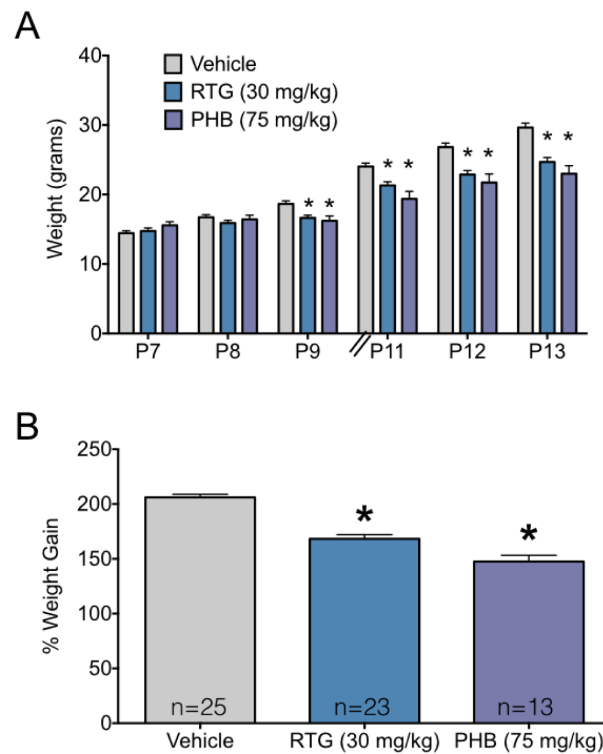 A
40
30
20
10
0
Weight (grams)
Vehicle
RTG (30 mg/kg)
PHB (75 mg/kg)
* *
* *
* *
* *
P7 P8 P9 P11 P12 P13
B
250
200
150
100
50
0
% Weight Gain
*
*
n=25 n=23 n=13
Vehicle RTG (30 mg/kg) PHB (75 mg/kg)